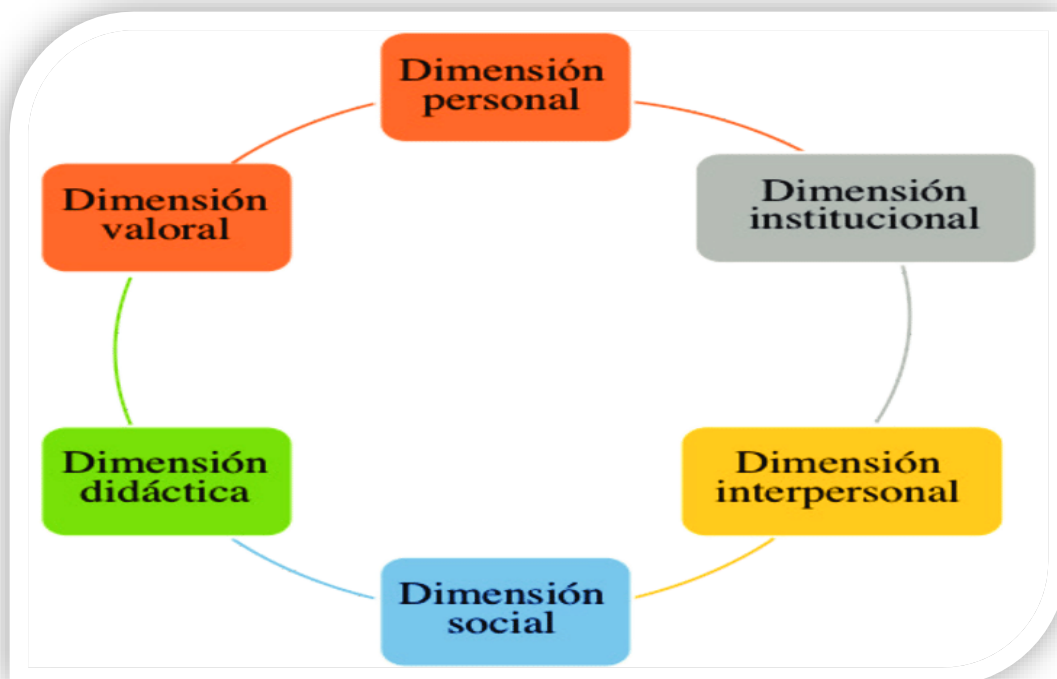 Dimensión
personal
Dimensión
institucional
Dimensión
interpersonal
Dimensión
social
Dimensión
didáctica
Dimensión
valoral